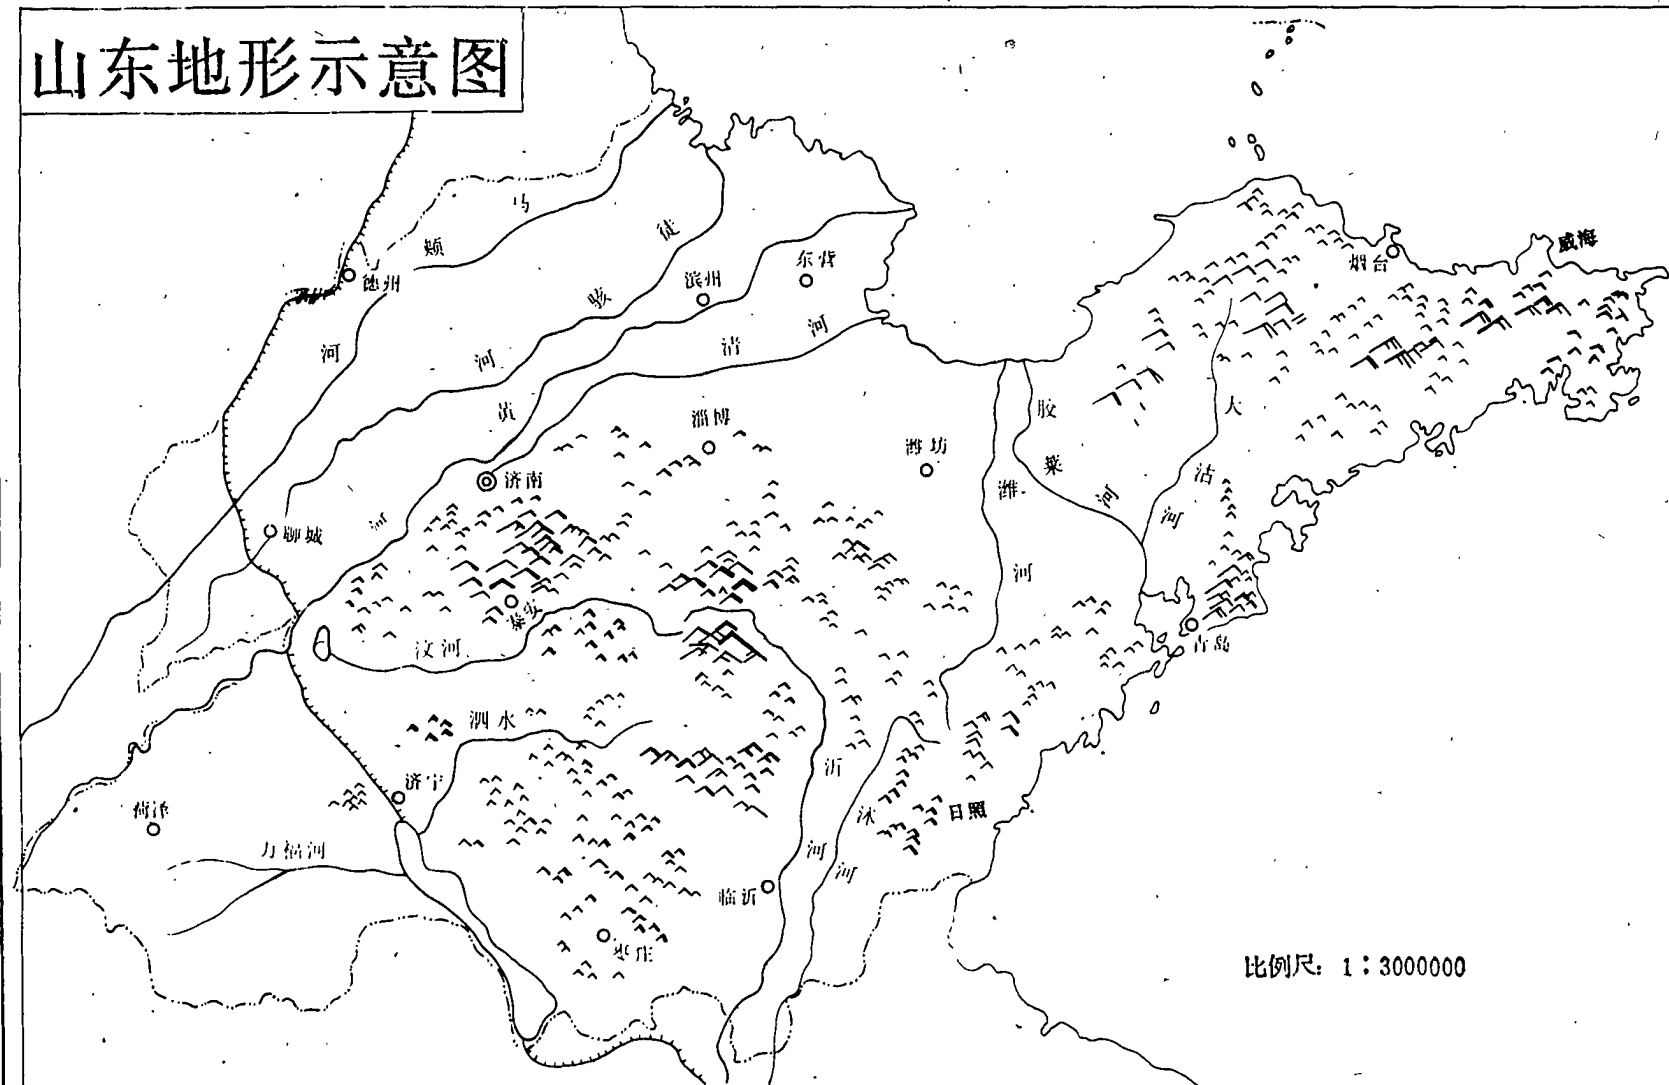 山东地形示意图
马
颊
河
徒
骇
河
德州
滨州
东营
清
河
黄
河
淄博
潍坊
济南
聊城
泰安
汶河
泗水
济宁
菏泽
万福河
枣庄
临沂
沂
河
沭
河
日照
潍
河
胶
莱
河
大
沽
河
青岛
烟台
威海
比例尺：1：3000000